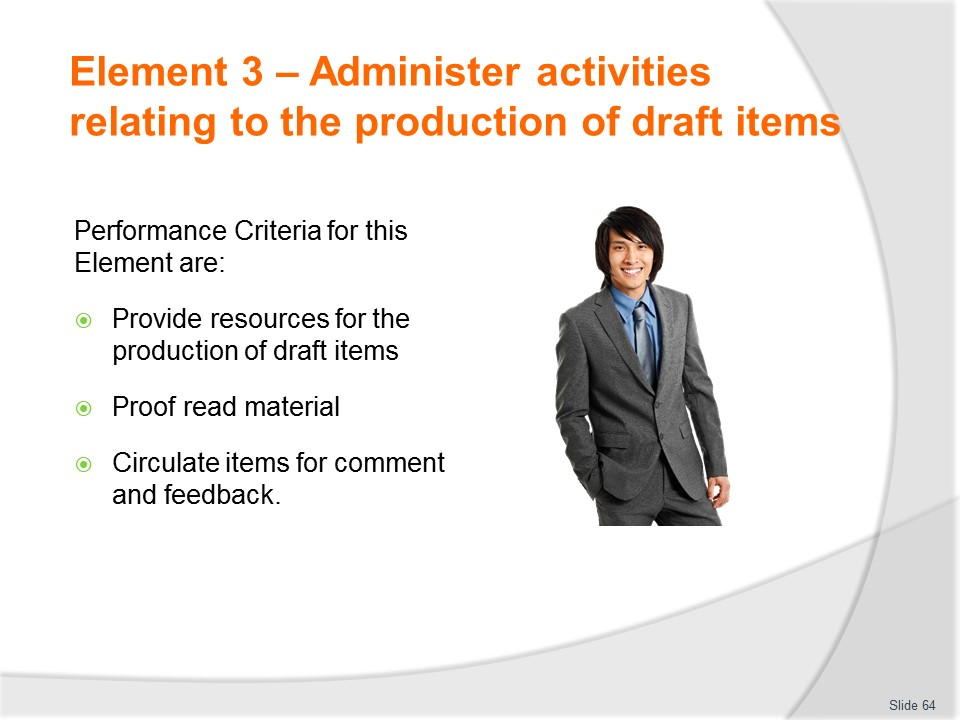 Element 3 – Administer activities
relating to the production of draft items
Performance Criteria for this
Element are:
Provide resources for the
production of draft items
Proof read material
Circulate items for comment
and feedback.
Slide 64